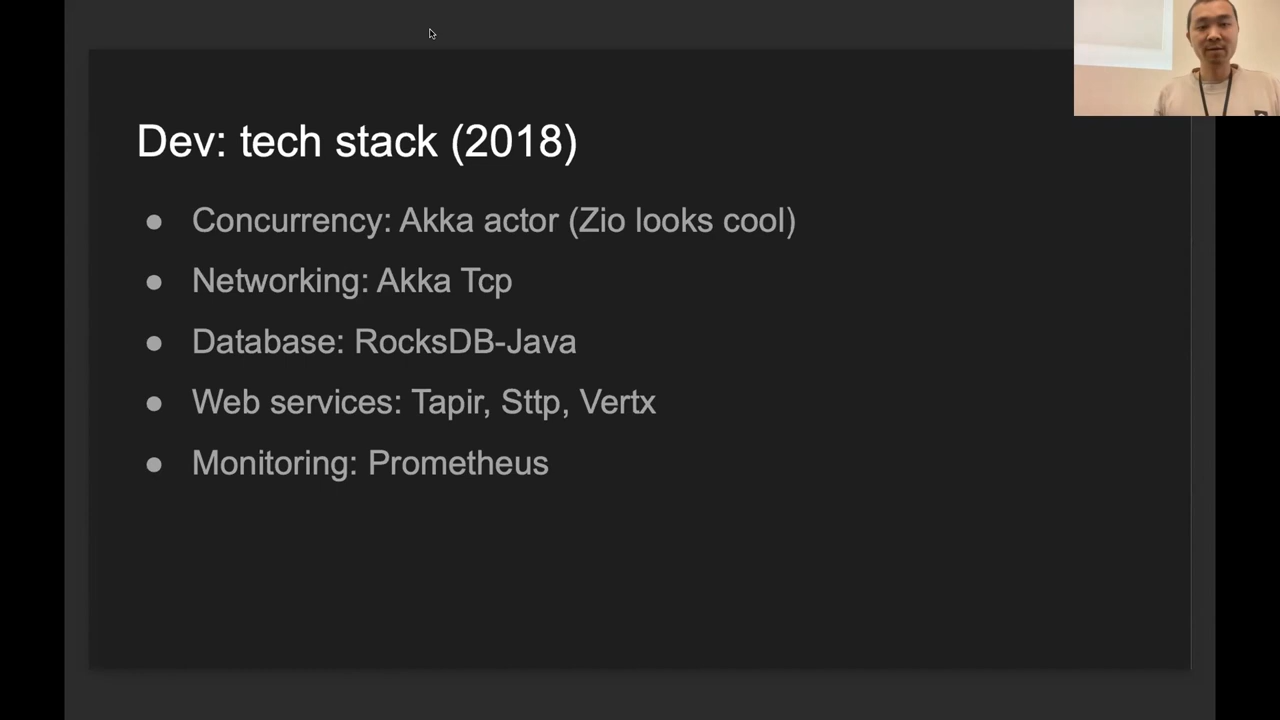 Dev: tech stack (2018)
● Concurrency: Akka actor (Zio looks cool)
● Networking: Akka Tcp
● Database: RocksDB-Java
● Web services: Tapir, Sttp, Vertx
● Monitoring: Prometheus